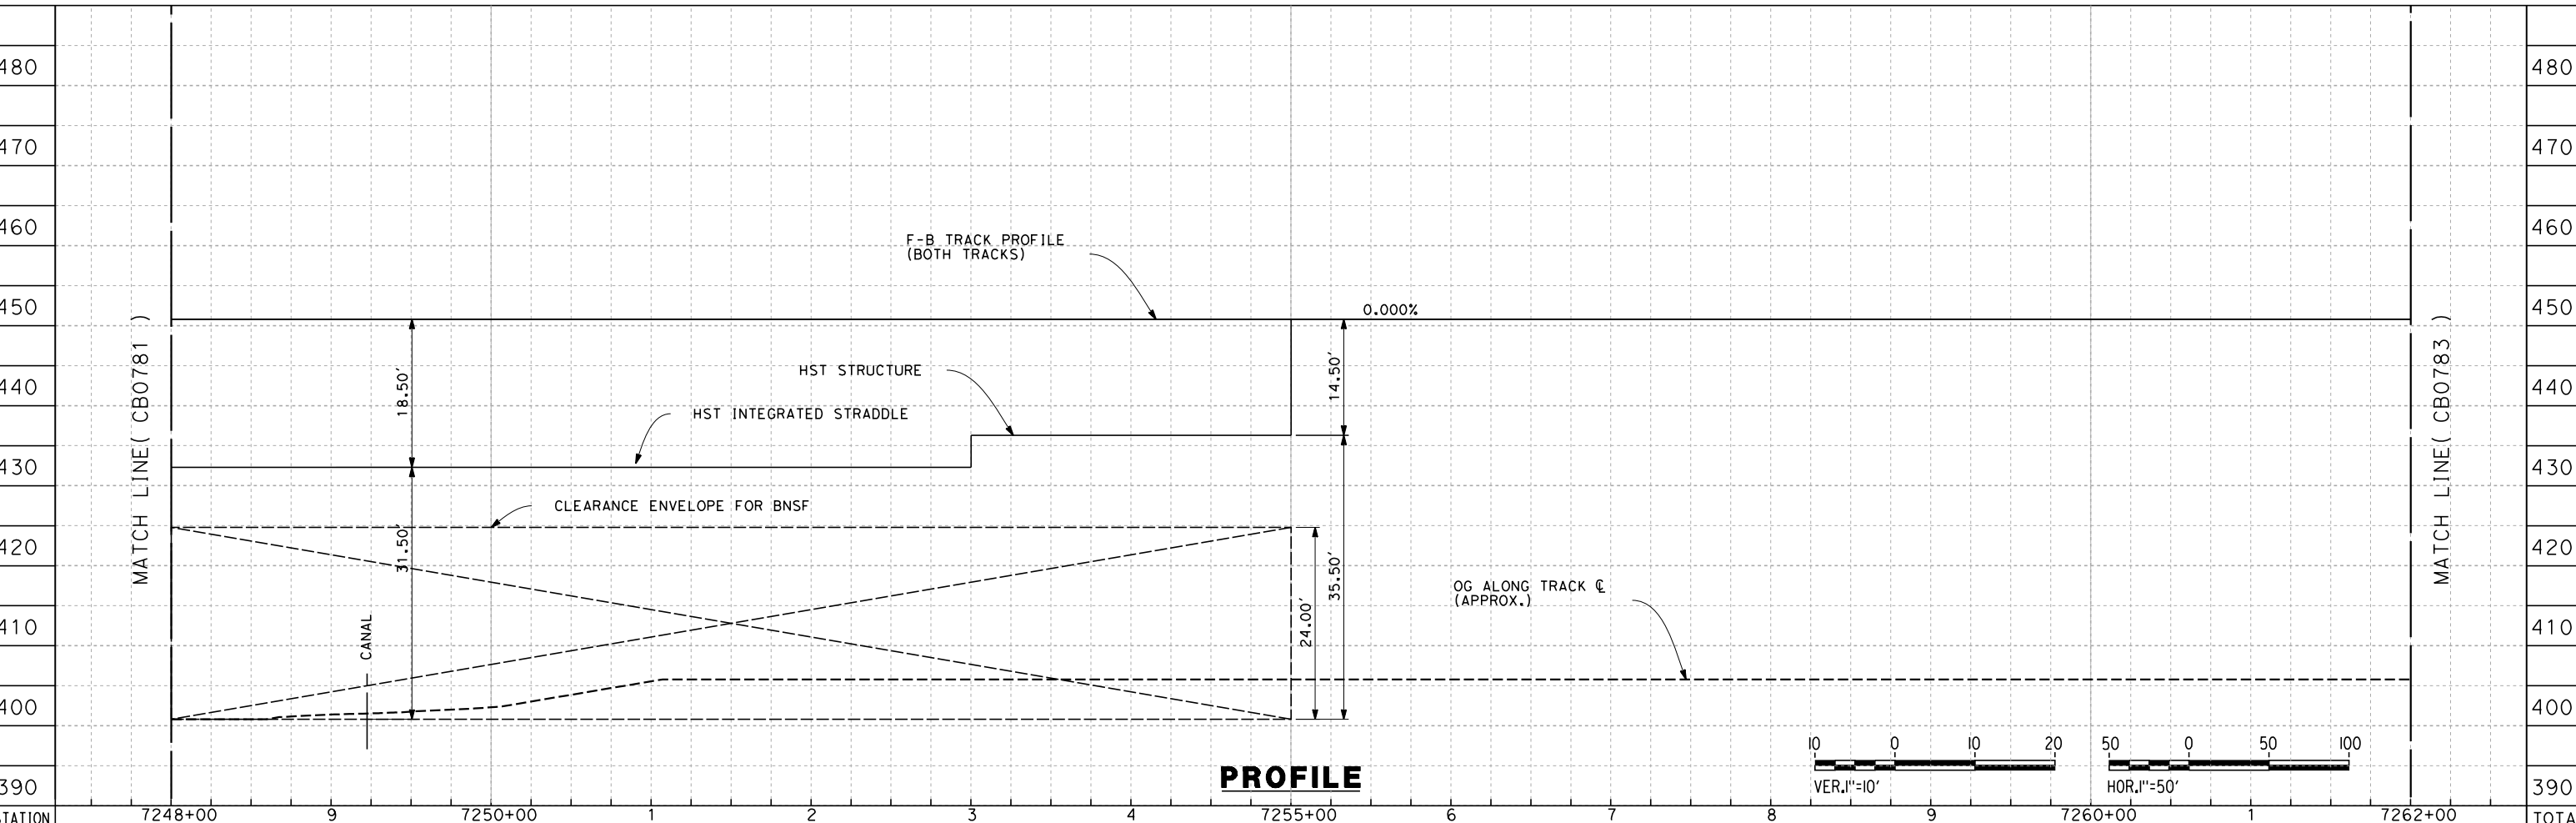 480 480
470 470
460 460
F-B TRACK PROFILE
(BOTH TRACKS)
450 450
0.000%
MATCH LINE( CB0781 )
MATCH LINE( CB0783 )
18.50'
14.50'
HST STRUCTURE
440 440
HST INTEGRATED STRADDLE
430 430
CLEARANCE ENVELOPE FOR BNSF
31.50'
420 420
35.50'
OG ALONG TRACK ℄
(APPROX.)
24.00'
410 410
CANAL
400 400
10 0 10 20
VER.1"=10'
50 0 50 100
HOR.1"=50'
PROFILE
390 390
STATION 7248+00 9 7250+00 1 2 3 4 7255+00 6 7 8 9 7260+00 1 7262+00 TOTA